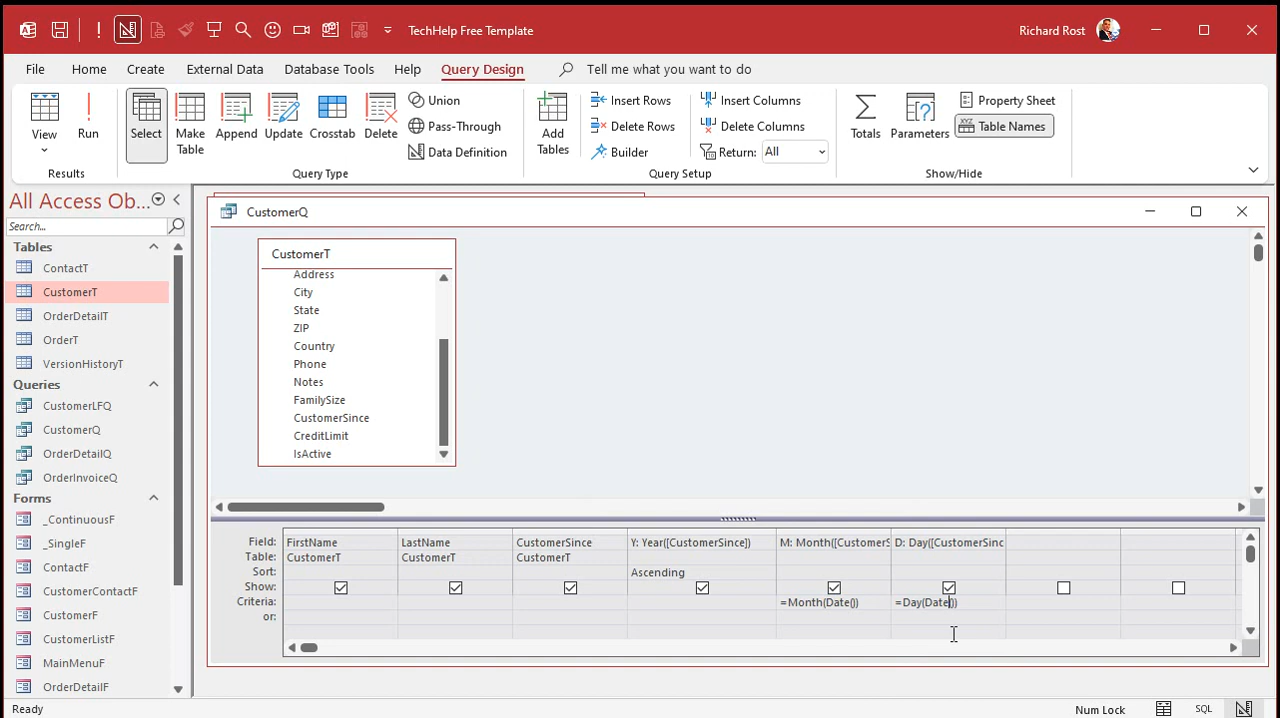 TechHelp Free Template
Richard Rost
File
Home
Create
External Data
Database Tools
Help
Query Design
Tell me what you want to do
View
Run
Select
Make Table
Append
Update
Crosstab
Delete
Union
Pass-Through
Data Definition
Add Tables
Insert Rows
Delete Rows
Builder
Insert Columns
Delete Columns
Return: All
Totals
Parameters
Property Sheet
XYZ
Table Names
Results
Query Type
Query Setup
Show/Hide
All Access Ob...
Search...
Tables
ContactT
CustomerT
OrderDetailT
OrderT
VersionHistoryT
Queries
CustomerLFQ
CustomerQ
OrderDetailQ
OrderInvoiceQ
Forms
_ContinuousF
_SingleF
ContactF
CustomerContactF
CustomerF
CustomerListF
MainMenuF
OrderDetailF
CustomerQ
CustomerT
Address
City
State
ZIP
Country
Phone
Notes
FamilySize
CustomerSince
CreditLimit
IsActive
Field: FirstName LastName CustomerSince Y: Year([CustomerSince]) M: Month([CustomerS D: Day([CustomerSinc
Table: CustomerT CustomerT CustomerT
Sort: Ascending
Show:
Criteria: =Month(Date()) =Day(Date())
or:
Ready
Num Lock
SQL